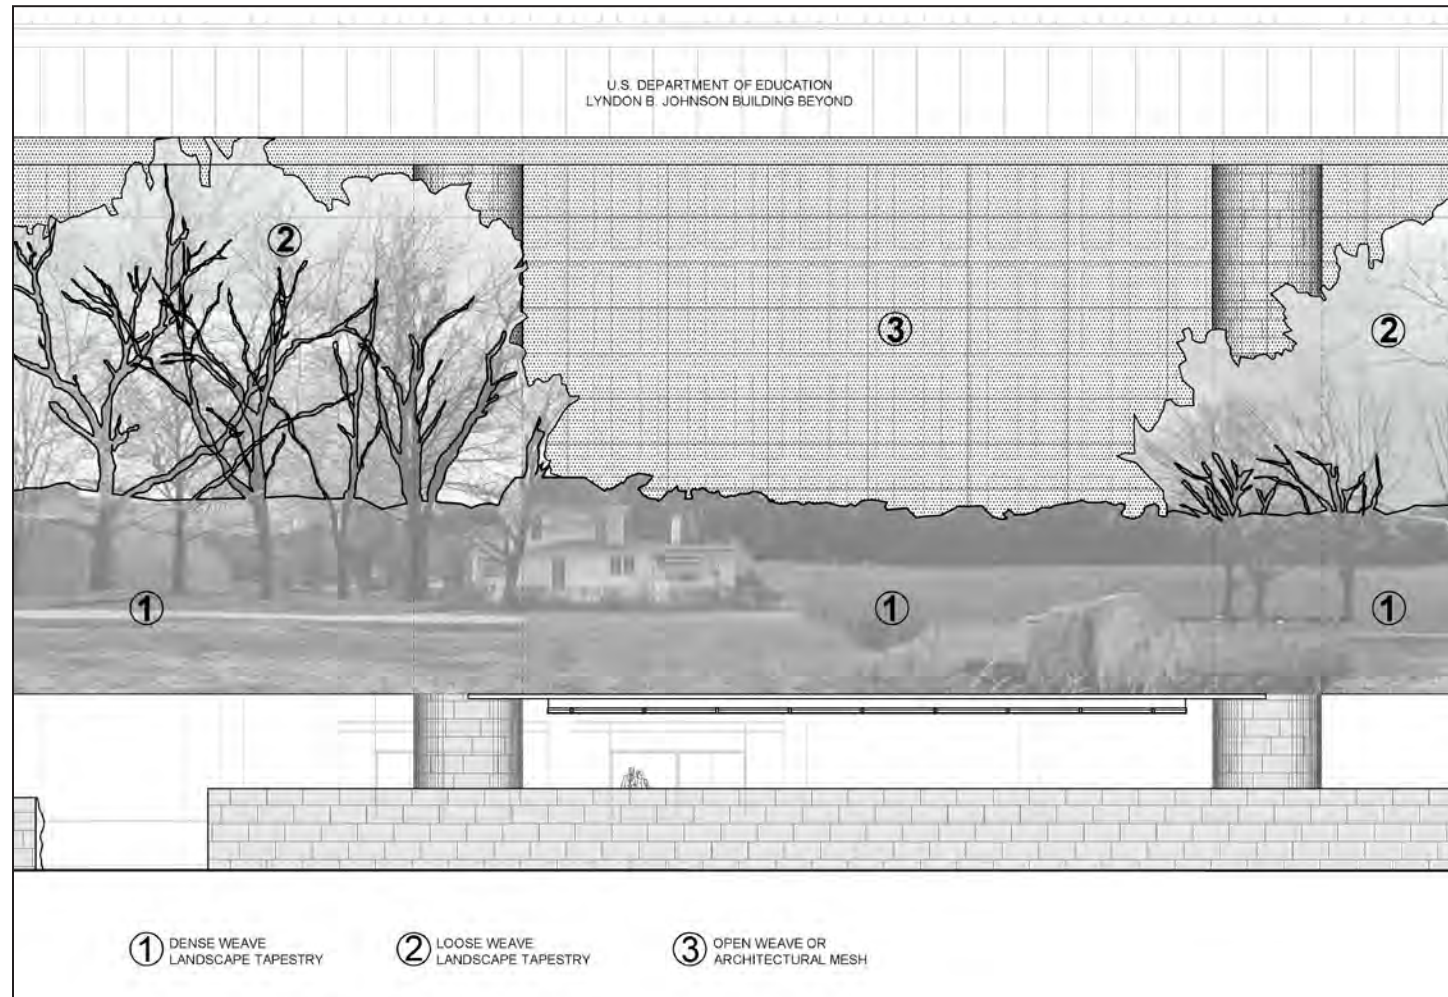 U.S. DEPARTMENT OF EDUCATION
LYNDON B. JOHNSON BUILDING BEYOND
2
3
2
1
1
1
1 DENSE WEAVE
LANDSCAPE TAPESTRY
2 LOOSE WEAVE
LANDSCAPE TAPESTRY
3 OPEN WEAVE OR
ARCHITECTURAL MESH